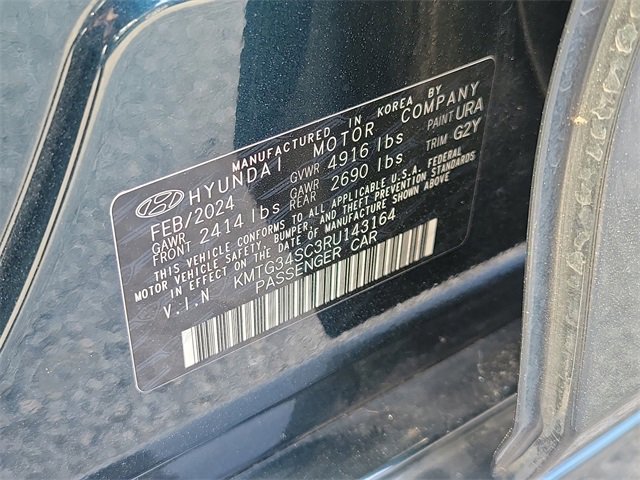 MANUFACTURED IN KOREA BY
HYUNDAI MOTOR COMPANY
FEB/2024 GVWR 4916 lbs PAINT URA
GAWR FRONT 2414 lbs GAWR REAR 2690 lbs TRIM G2Y
THIS VEHICLE CONFORMS TO ALL APPLICABLE U.S.A. FEDERAL
MOTOR VEHICLE SAFETY, BUMPER, AND THEFT PREVENTION STANDARDS
IN EFFECT ON THE DATE OF MANUFACTURE SHOWN ABOVE
V.I.N KMTG34SC3RU143164
PASSENGER CAR